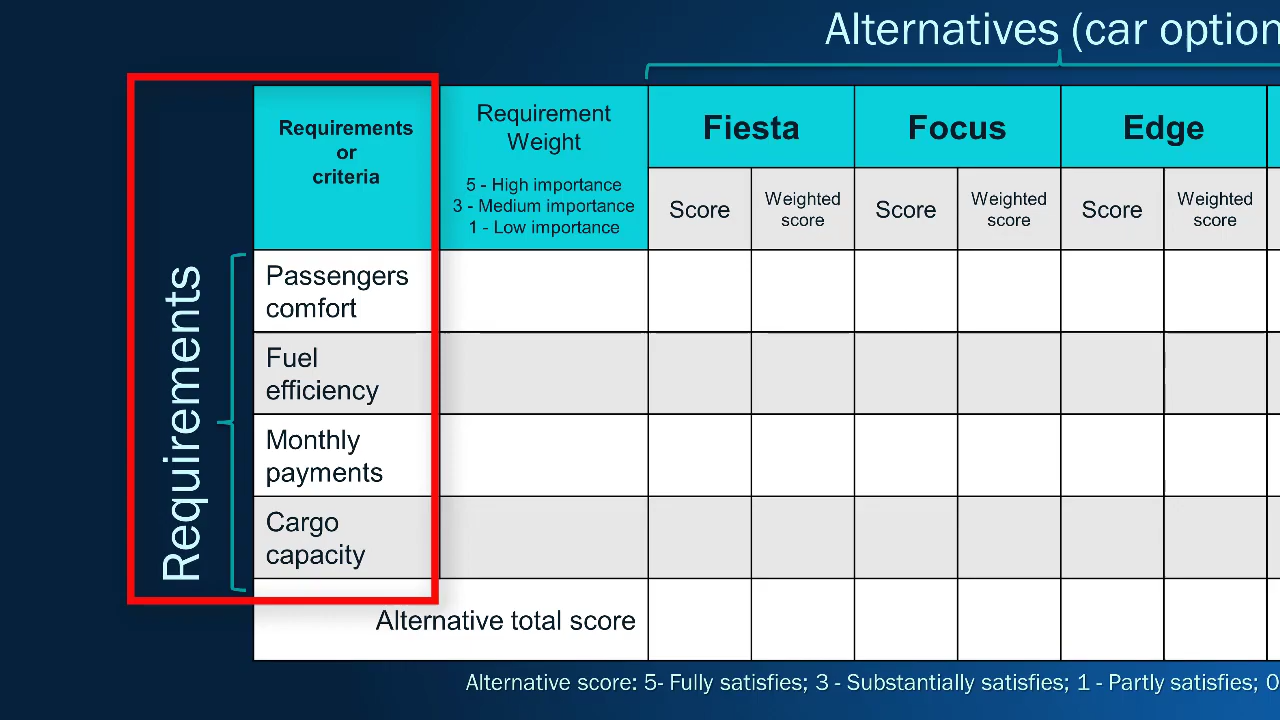 Alternatives (car option
Requirements
or
criteria
Requirement
Weight
5 - High importance
3 - Medium importance
1 - Low importance
Fiesta
Focus
Edge
Score
Weighted
score
Score
Weighted
score
Score
Weighted
score
Requirements
Passengers
comfort
Fuel
efficiency
Monthly
payments
Cargo
capacity
Alternative total score
Alternative score: 5- Fully satisfies; 3 - Substantially satisfies; 1 - Partly satisfies; 0